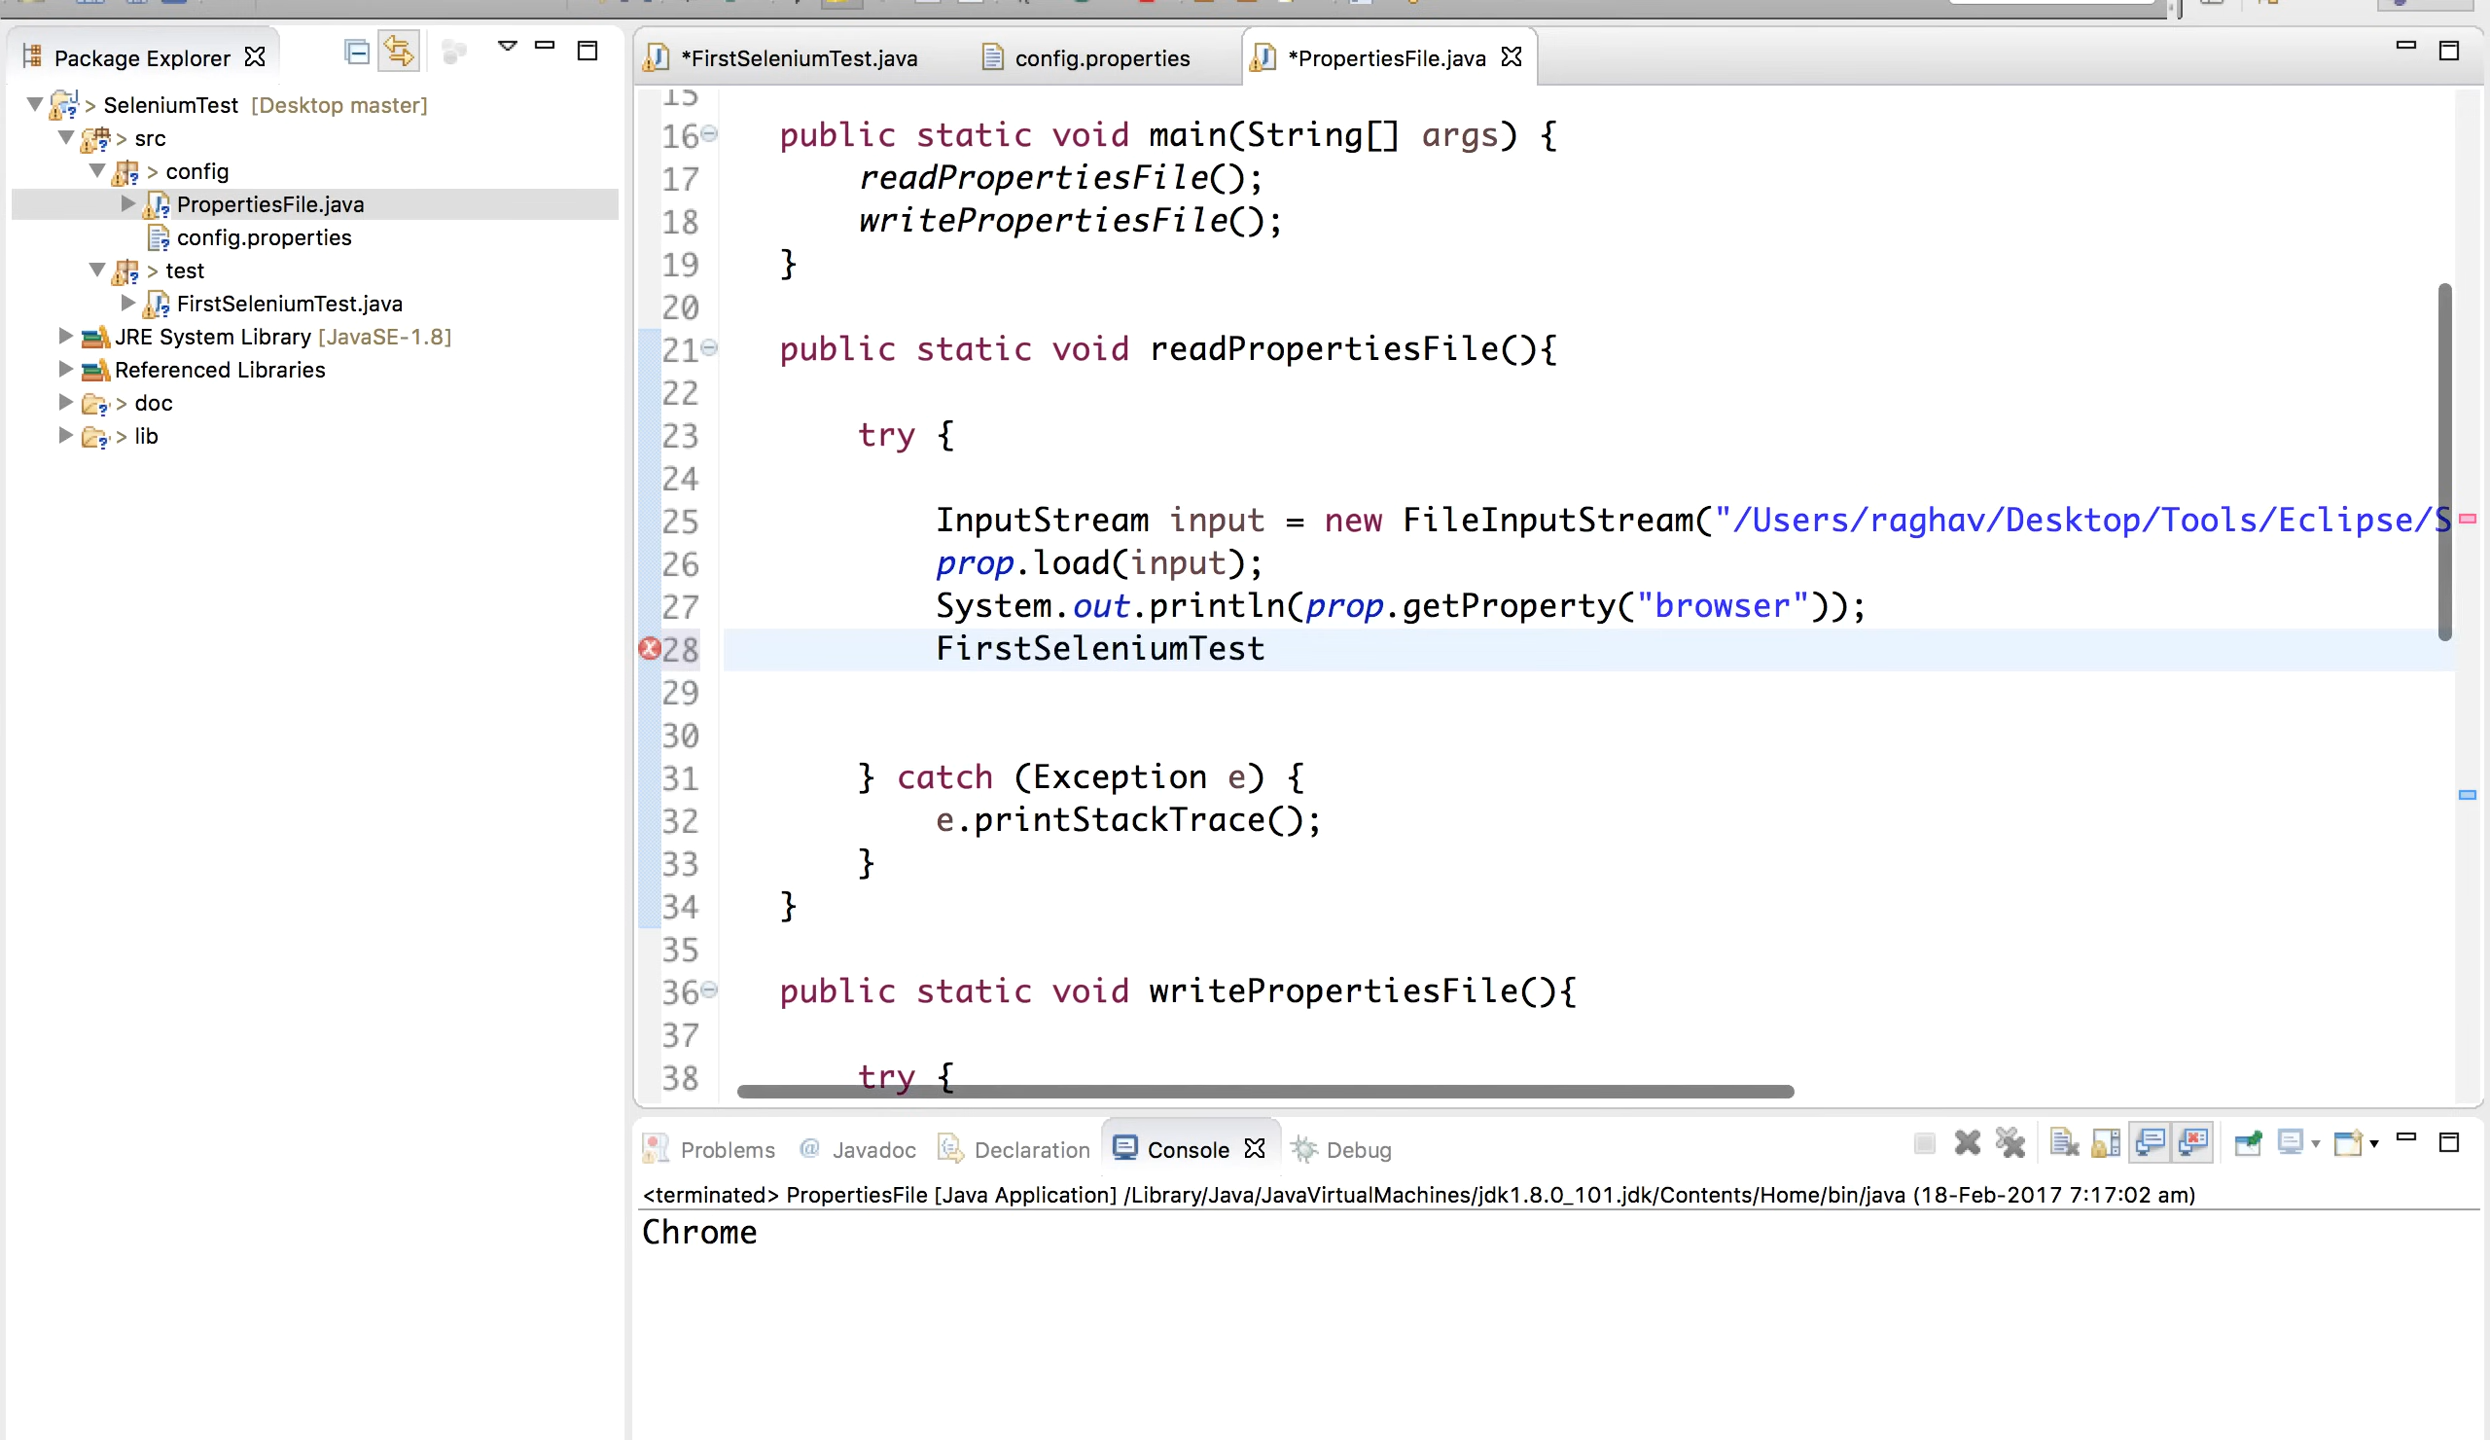 Package Explorer
> SeleniumTest [Desktop master]
> src
> config
PropertiesFile.java
config.properties
> test
FirstSeleniumTest.java
JRE System Library [JavaSE-1.8]
Referenced Libraries
> doc
> lib
*FirstSeleniumTest.java config.properties *PropertiesFile.java
15
16 public static void main(String[] args) {
17 readPropertiesFile();
18 writePropertiesFile();
19 }
20
21 public static void readPropertiesFile(){
22
23 try {
24
25 InputStream input = new FileInputStream("/Users/raghav/Desktop/Tools/Eclipse/S
26 prop.load(input);
27 System.out.println(prop.getProperty("browser"));
28 FirstSeleniumTest
29
30
31 } catch (Exception e) {
32 e.printStackTrace();
33 }
34 }
35
36 public static void writePropertiesFile(){
37
38 try {
Problems @ Javadoc Declaration Console Debug
<terminated> PropertiesFile [Java Application] /Library/Java/JavaVirtualMachines/jdk1.8.0_101.jdk/Contents/Home/bin/java (18-Feb-2017 7:17:02 am)
Chrome